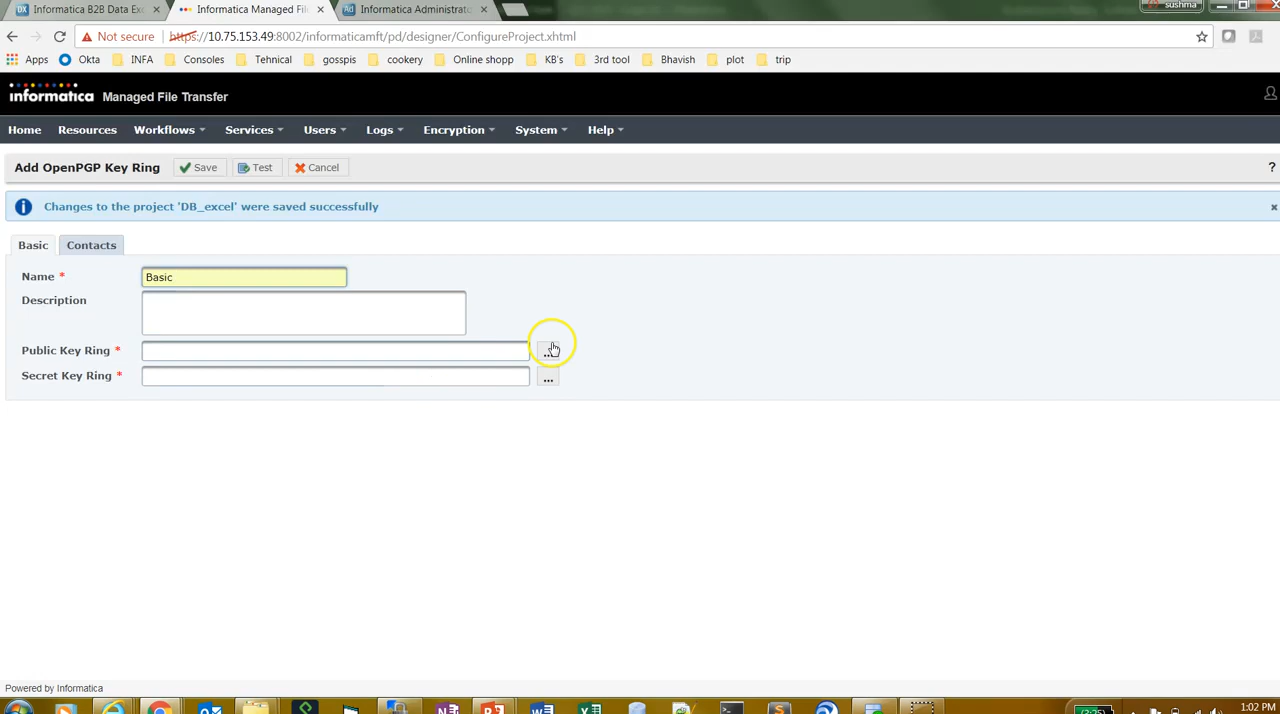 Informatica B2B Data Exc
Informatica Managed Fil
Informatica Administrato
sushma
Not secure https://10.75.153.49:8002/informaticamft/pd/designer/ConfigureProject.xhtml
Apps Okta INFA Consoles Tehnical gosspis cookery Online shopp KB's 3rd tool Bhavish plot trip
informatica Managed File Transfer
Home Resources Workflows Services Users Logs Encryption System Help
Add OpenPGP Key Ring Save Test Cancel ?
Changes to the project 'DB_excel' were saved successfully
Basic Contacts
Name * Basic
Description
Public Key Ring * ...
Secret Key Ring * ...
Powered by Informatica
1:02 PM